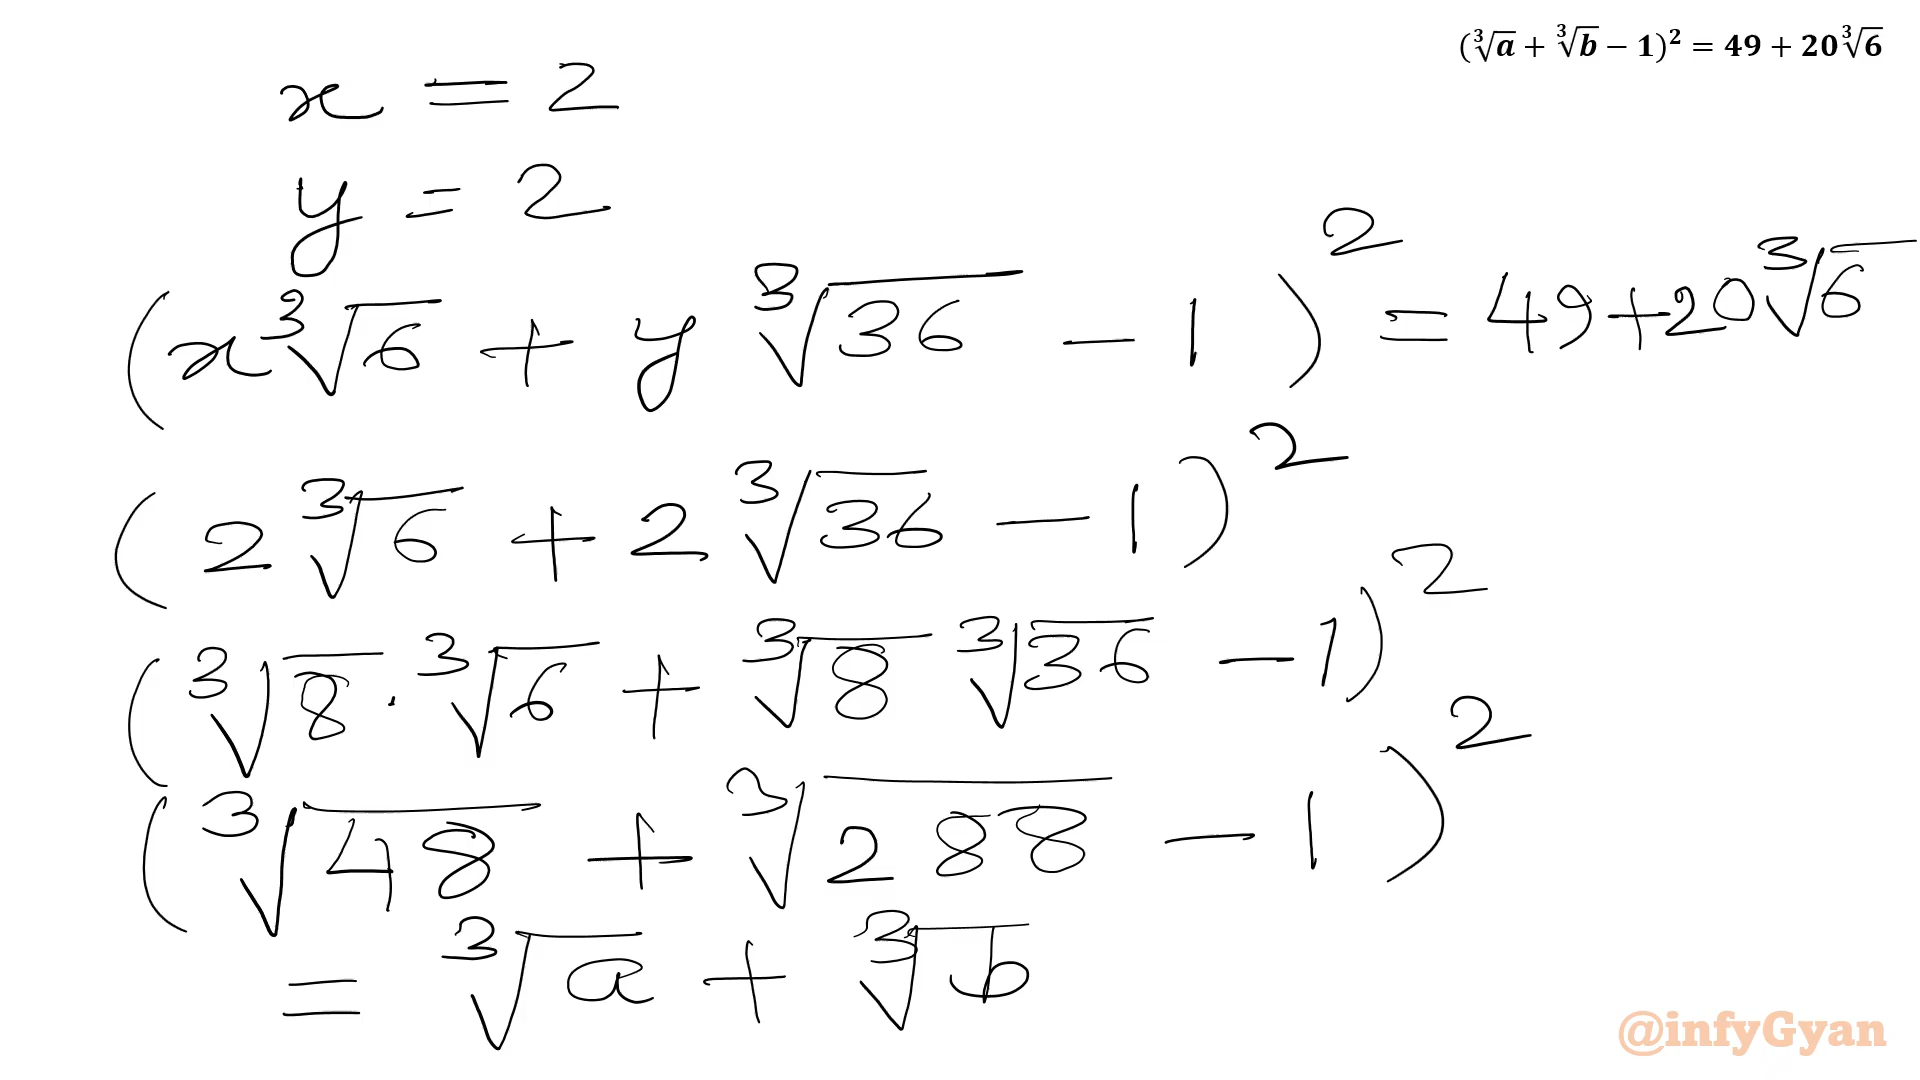 (∛a + ∛b − 1)² = 49 + 20∛6
x = 2
y = 2
(x∛6 + y ∛36 − 1)² = 49+20∛6
(2∛6 + 2∛36 − 1)²
(∛8 · ∛6 + ∛8 ∛36 − 1)²
(∛48 + ∛288 − 1)²
= ∛a + ∛b
@infyGyan